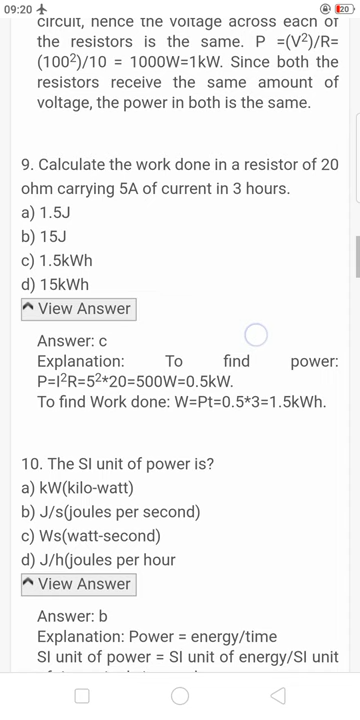 09:20
20
circuit, hence the voltage across each of
the resistors is the same. P =(V²)/R=
(100²)/10 = 1000W=1kW. Since both the
resistors receive the same amount of
voltage, the power in both is the same.
9. Calculate the work done in a resistor of 20
ohm carrying 5A of current in 3 hours.
a) 1.5J
b) 15J
c) 1.5kWh
d) 15kWh
View Answer
Answer: c
Explanation: To find power:
P=I²R=5²*20=500W=0.5kW.
To find Work done: W=Pt=0.5*3=1.5kWh.
10. The SI unit of power is?
a) kW(kilo-watt)
b) J/s(joules per second)
c) Ws(watt-second)
d) J/h(joules per hour
View Answer
Answer: b
Explanation: Power = energy/time
SI unit of power = SI unit of energy/SI unit